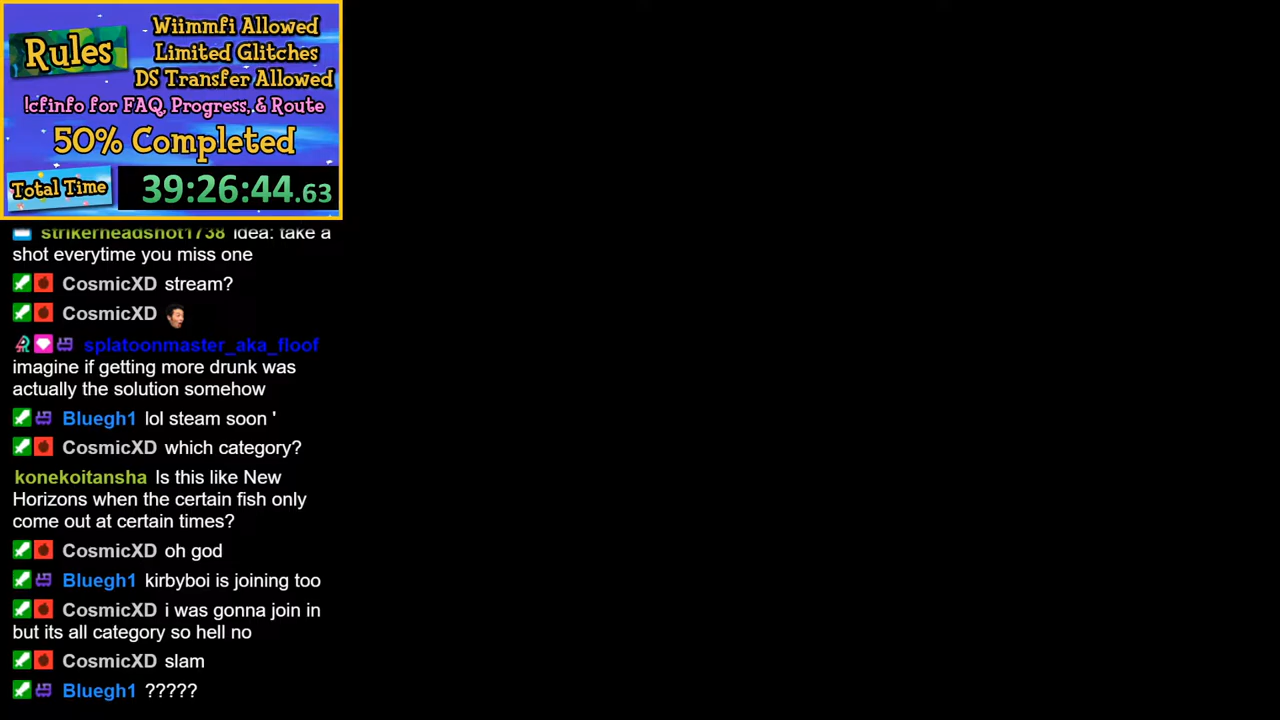 Rules
Wiimmfi Allowed
Limited Glitches
DS Transfer Allowed
!cfinfo for FAQ, Progress, & Route
50% Completed
Total Time
39:26:44.63
strikerheadshot1738 Idea: take a
shot everytime you miss one
CosmicXD stream?
CosmicXD
splatoonmaster_aka_floof
imagine if getting more drunk was
actually the solution somehow
Bluegh1 lol steam soon '
CosmicXD which category?
konekoitansha Is this like New
Horizons when the certain fish only
come out at certain times?
CosmicXD oh god
Bluegh1 kirbyboi is joining too
CosmicXD i was gonna join in
but its all category so hell no
CosmicXD slam
Bluegh1 ?????